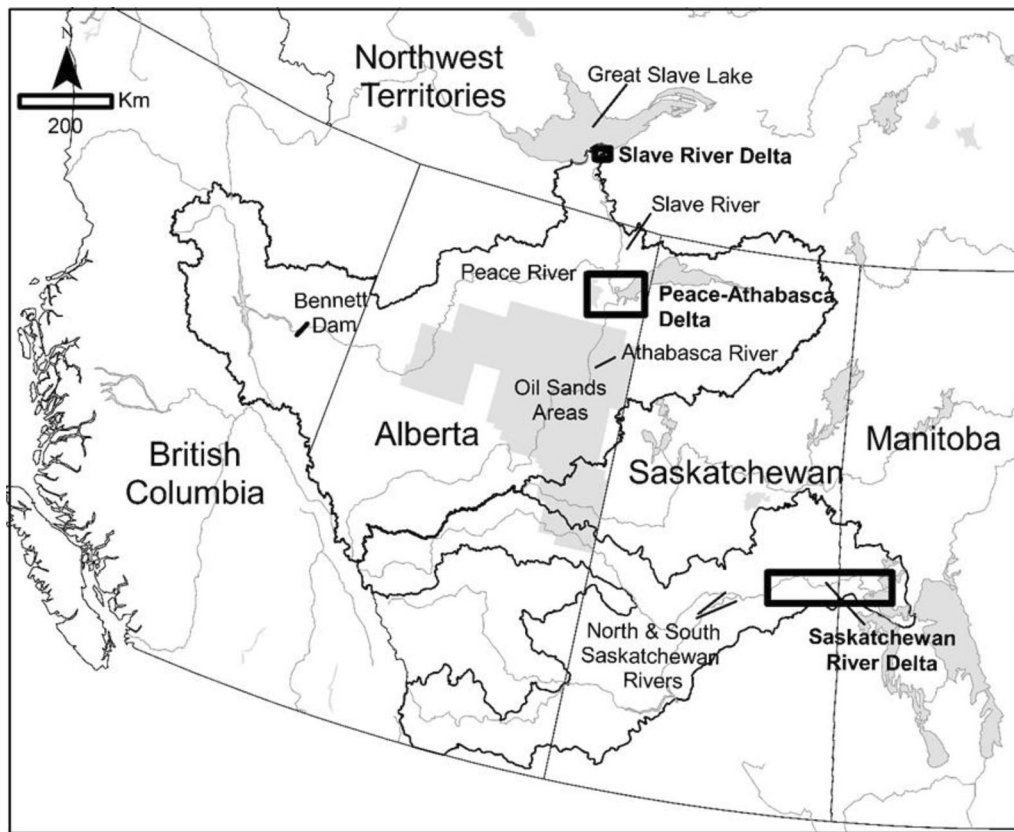 N
Km
200
Northwest
Territories
Great Slave Lake
Slave River Delta
Slave River
Peace River
Peace-Athabasca
Delta
Bennett
Dam
Athabasca River
Oil Sands
Areas
Alberta
British
Columbia
Saskatchewan
Manitoba
North & South
Saskatchewan
Rivers
Saskatchewan
River Delta